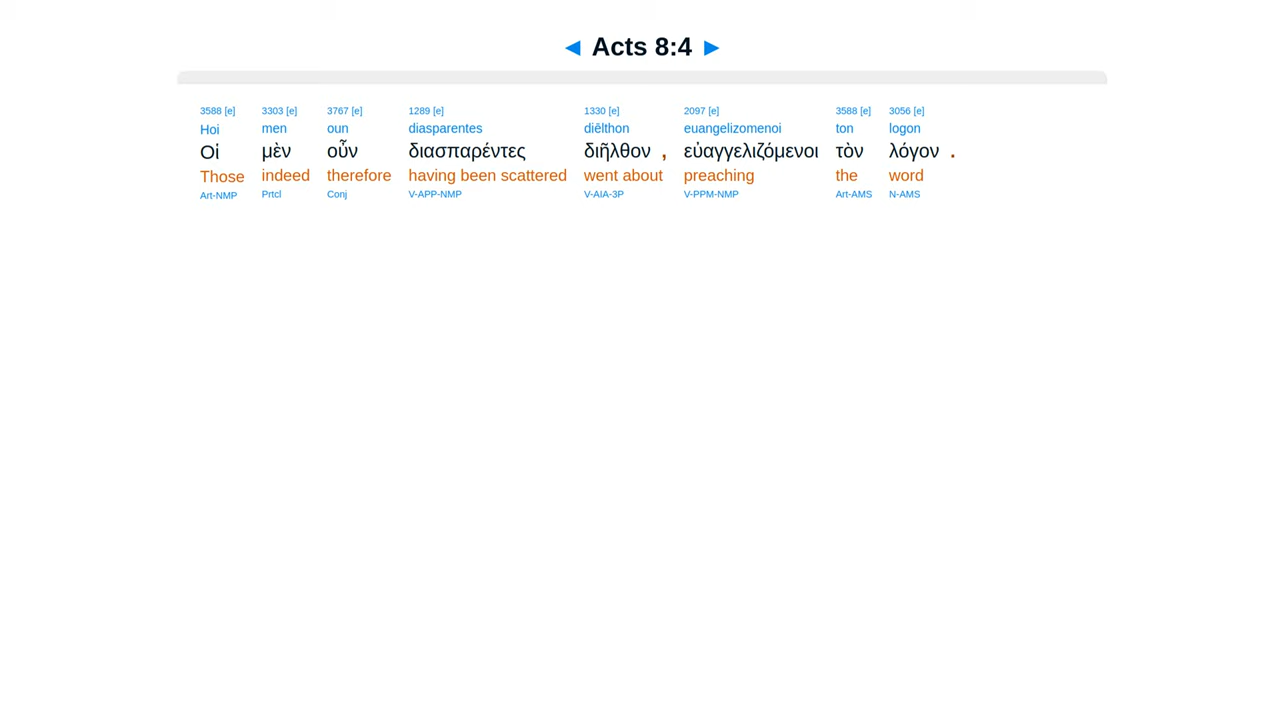 ◄ Acts 8:4 ►
3588 [e] 3303 [e] 3767 [e] 1289 [e] 1330 [e] 2097 [e] 3588 [e] 3056 [e]
Hoi men oun diasparentes diēlthon euangelizomenoi ton logon
Οἱ μὲν οὖν διασπαρέντες διῆλθον , εὐαγγελιζόμενοι τὸν λόγον .
Those indeed therefore having been scattered went about preaching the word
Art-NMP Prtcl Conj V-APP-NMP V-AIA-3P V-PPM-NMP Art-AMS N-AMS